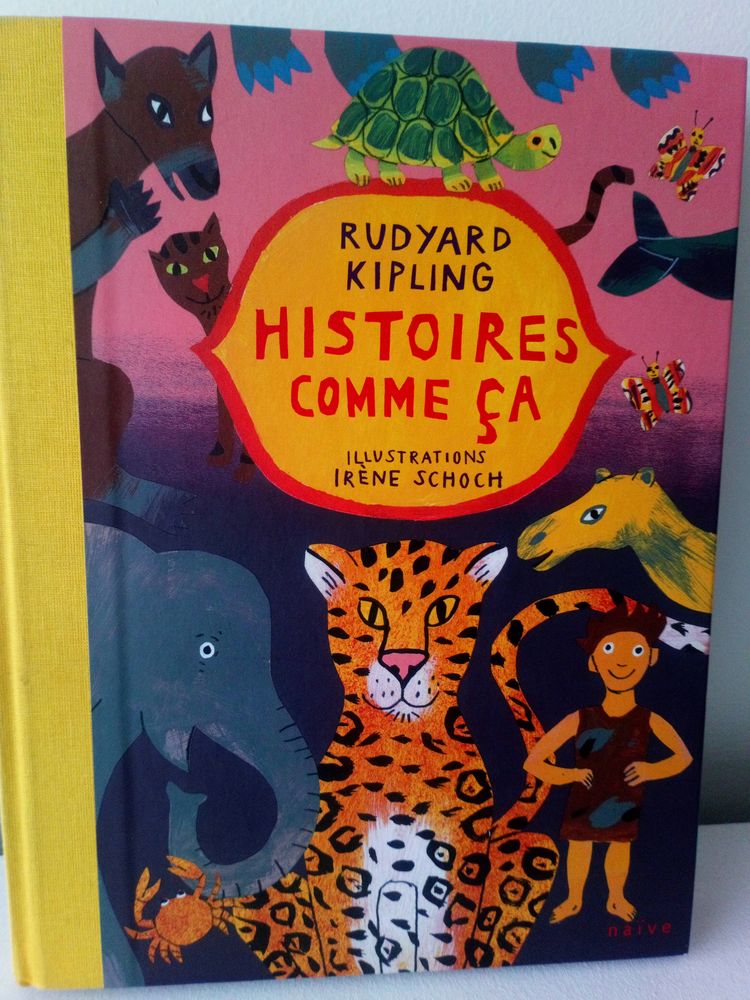 RUDYARD
KIPLING
HISTOIRES
COMME ÇA
ILLUSTRATIONS
IRÈNE SCHOCH
naïve